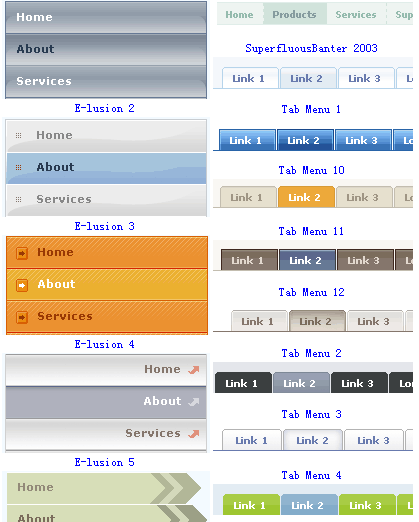 Home
About
Services
E-lusion 2
Home
About
Services
E-lusion 3
Home
About
Services
E-lusion 4
Home
About
Services
E-lusion 5
Home
About
Home Products Services Sup
SuperfluousBanter 2003
Link 1 Link 2 Link 3 L
Tab Menu 1
Link 1 Link 2 Link 3 Lo
Tab Menu 10
Link 1 Link 2 Link 3
Tab Menu 11
Link 1 Link 2 Link 3 Lo
Tab Menu 12
Link 1 Link 2 Link 3
Tab Menu 2
Link 1 Link 2 Link 3 Lo
Tab Menu 3
Link 1 Link 2 Link 3
Tab Menu 4
Link 1 Link 2 Link 3 L